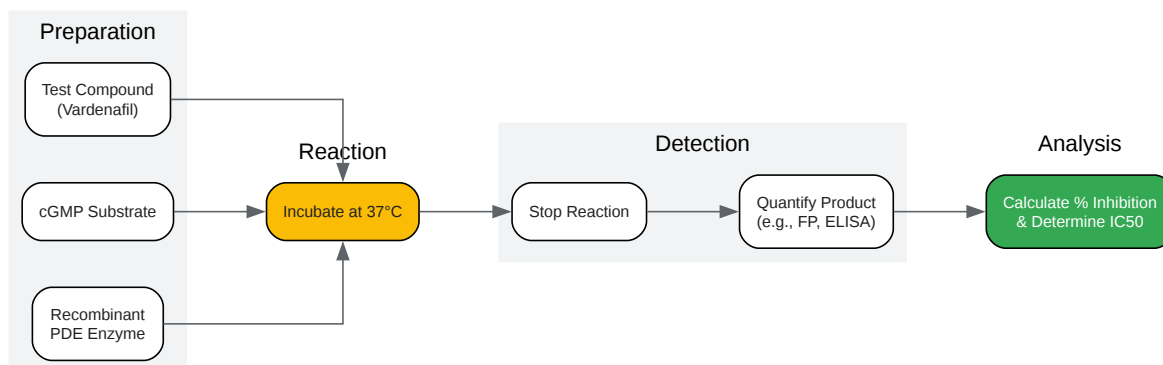 Preparation
Test Compound
(Vardenafil)
cGMP Substrate
Recombinant
PDE Enzyme
Reaction
Incubate at 37°C
Detection
Stop Reaction
Quantify Product
(e.g., FP, ELISA)
Analysis
Calculate % Inhibition
& Determine IC50